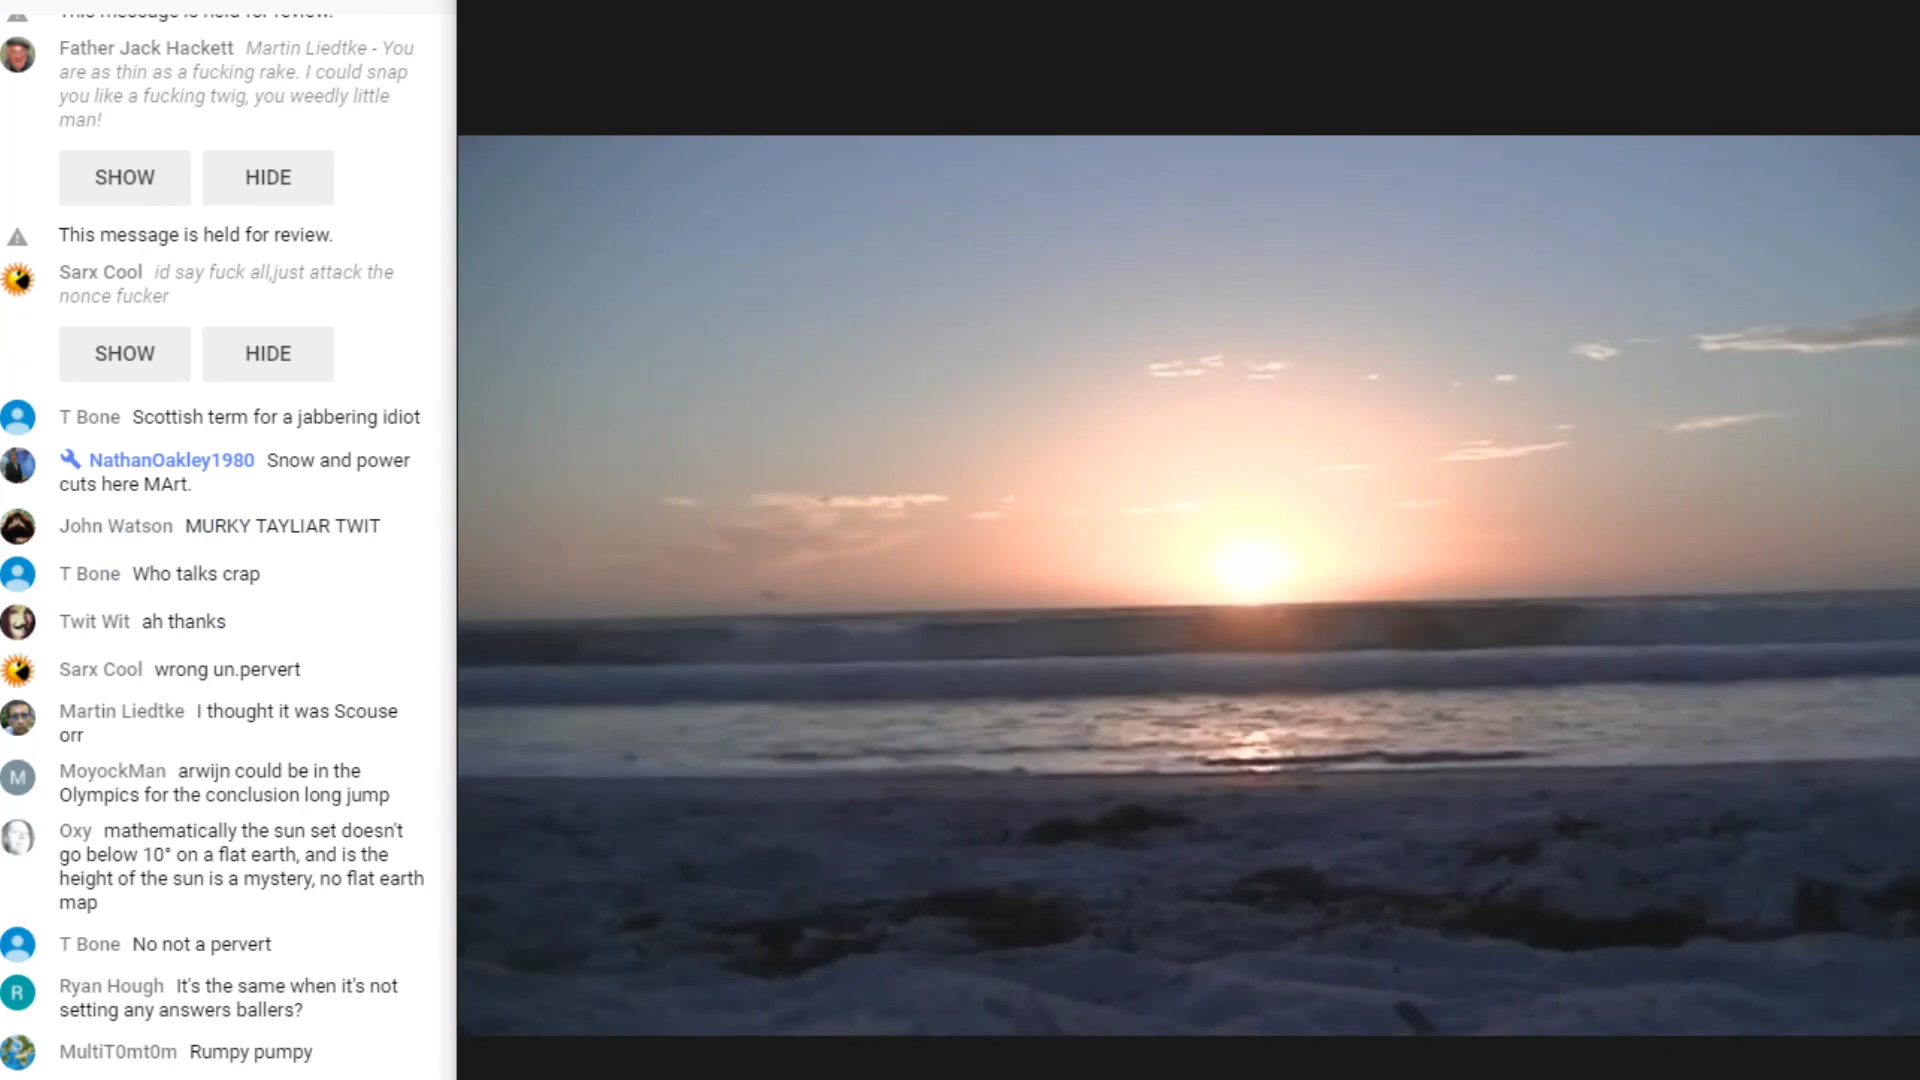 This message is held for review.
Father Jack Hackett Martin Liedtke - You
are as thin as a fucking rake. I could snap
you like a fucking twig, you weedly little
man!
SHOW HIDE
This message is held for review.
Sarx Cool id say fuck all,just attack the
nonce fucker
SHOW HIDE
T Bone Scottish term for a jabbering idiot
NathanOakley1980 Snow and power
cuts here MArt.
John Watson MURKY TAYLIAR TWIT
T Bone Who talks crap
Twit Wit ah thanks
Sarx Cool wrong un.pervert
Martin Liedtke I thought it was Scouse
orr
M MoyockMan arwijn could be in the
Olympics for the conclusion long jump
Oxy mathematically the sun set doesn't
go below 10° on a flat earth, and is the
height of the sun is a mystery, no flat earth
map
T Bone No not a pervert
R Ryan Hough It's the same when it's not
setting any answers ballers?
MultiT0mt0m Rumpy pumpy